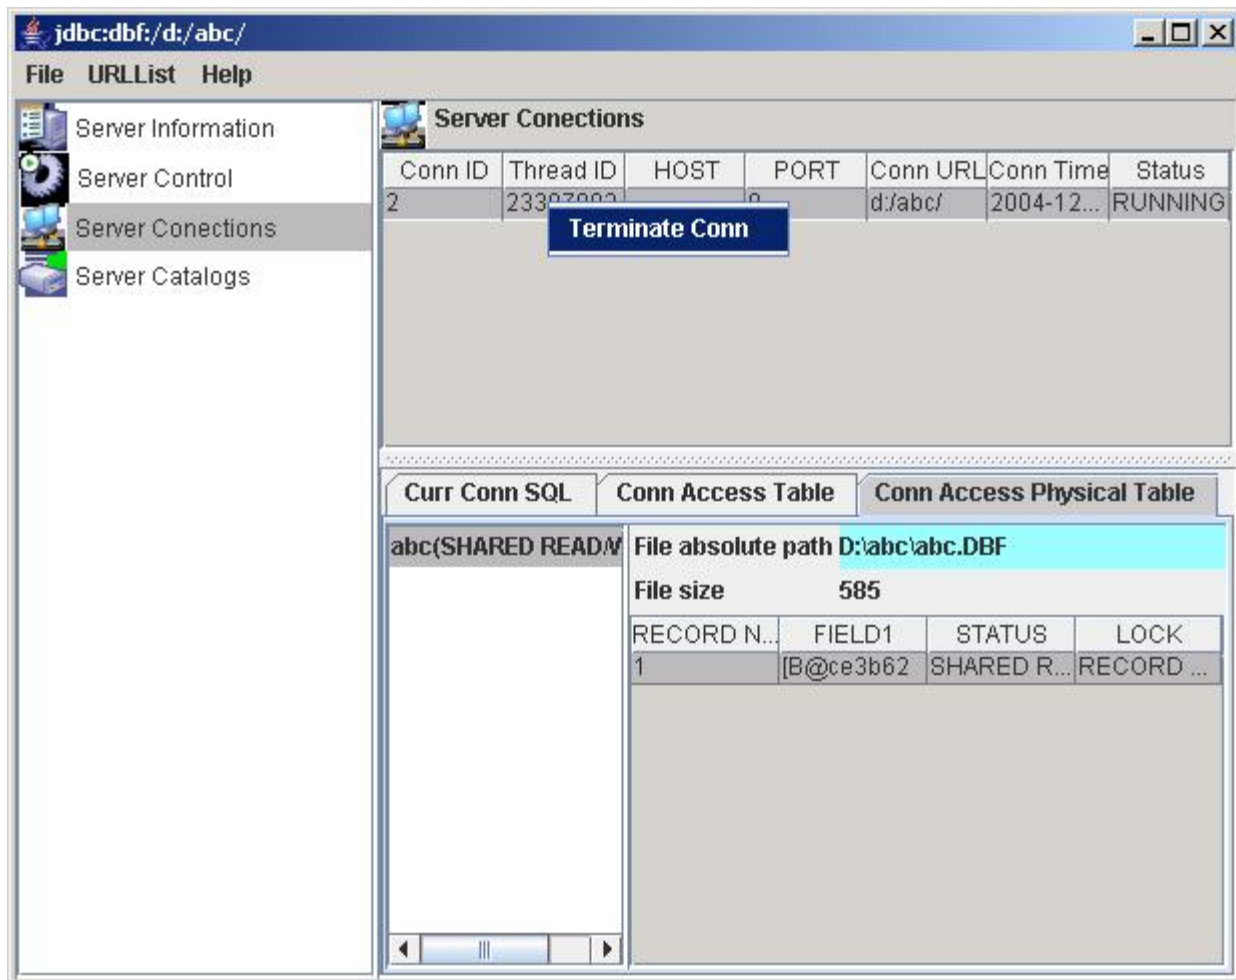 jdbc:dbf:/d:/abc/
File URLList Help
Server Information
Server Control
Server Conections
Server Catalogs
Server Conections
Conn ID Thread ID HOST PORT Conn URL Conn Time Status
2 d:/abc/ 2004-12... RUNNING
Terminate Conn
Curr Conn SQL Conn Access Table Conn Access Physical Table
abc(SHARED READ/W
File absolute path D:\abc\abc.DBF
File size 585
RECORD N... FIELD1 STATUS LOCK
1 [B@ce3b62 SHARED R... RECORD ...